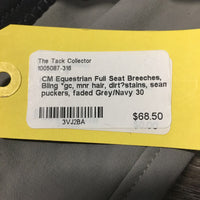 The Tack Collector
1005087-316
CM Equestrian Full Seat Breeches,
Bling *gc, mnr hair, dirt?stains, seam
puckers, faded Grey/Navy 30
3VJ2BA
$68.50